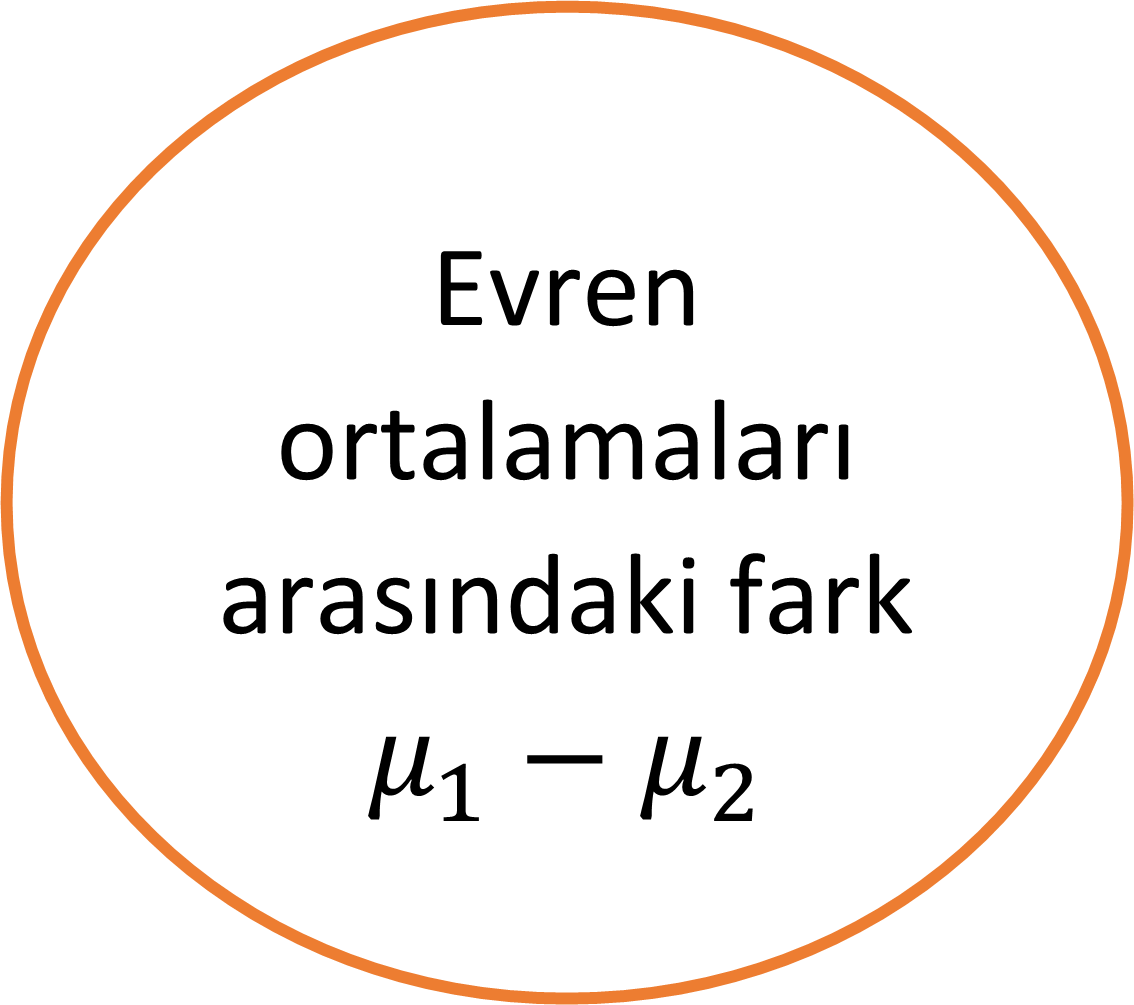 Evren
ortalamaları
arasındaki fark
𝜇₁ − 𝜇₂